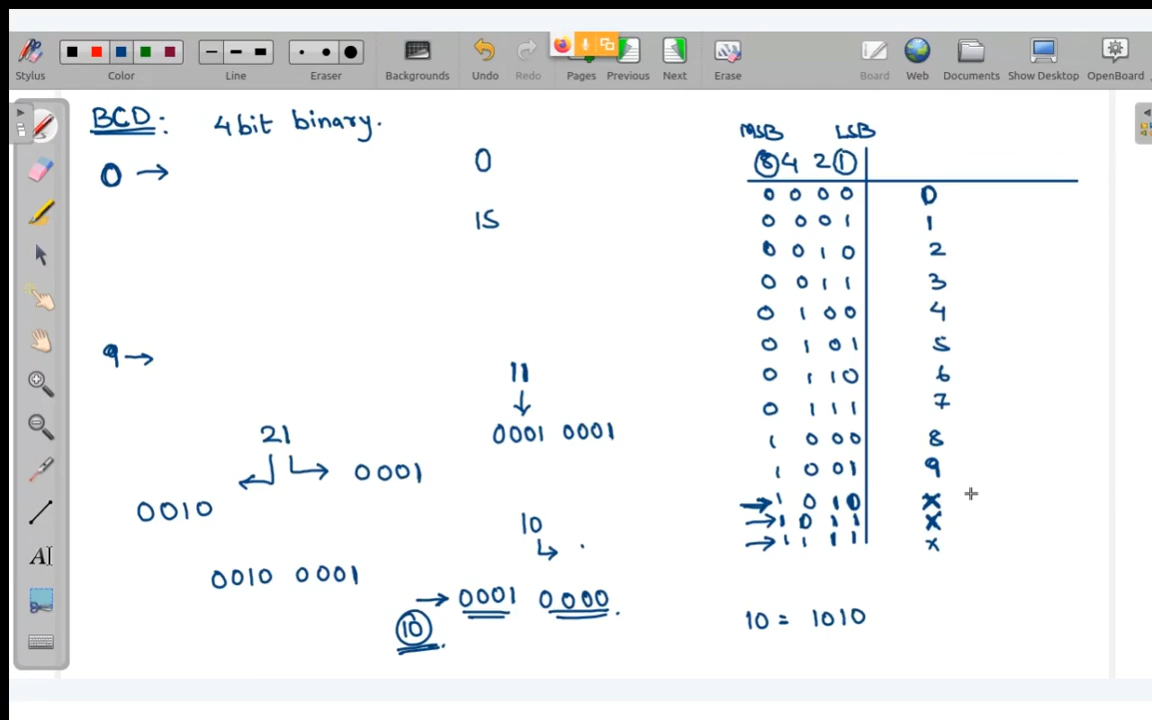 Stylus Color Line Eraser Backgrounds Undo Redo Pages Previous Next Erase Board Web Documents Show Desktop OpenBoard
BCD: 4 bit binary.
0 →
0
15
9 →
11
↓
0001 0001
21
→ 0001
0010
0010 0001
10
→ 0001 0000.
10
MSB LSB
8 4 2 1
0 0 0 0 0
0 0 0 1 1
0 0 1 0 2
0 0 1 1 3
0 1 0 0 4
0 1 0 1 5
0 1 1 0 6
0 1 1 1 7
1 0 0 0 8
1 0 0 1 9
→ 1 0 1 0 x
→ 1 0 1 1 x
→ 1 1 1 1 x
10 = 1010